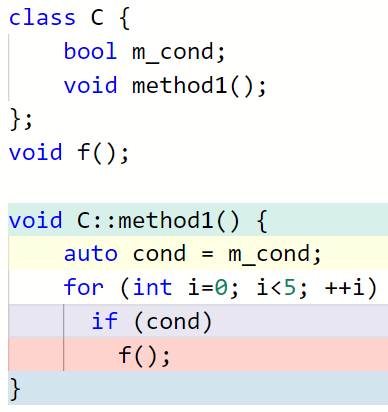 class C {
    bool m_cond;
    void method1();
};
void f();

void C::method1() {
    auto cond = m_cond;
    for (int i=0; i<5; ++i)
      if (cond)
        f();
}